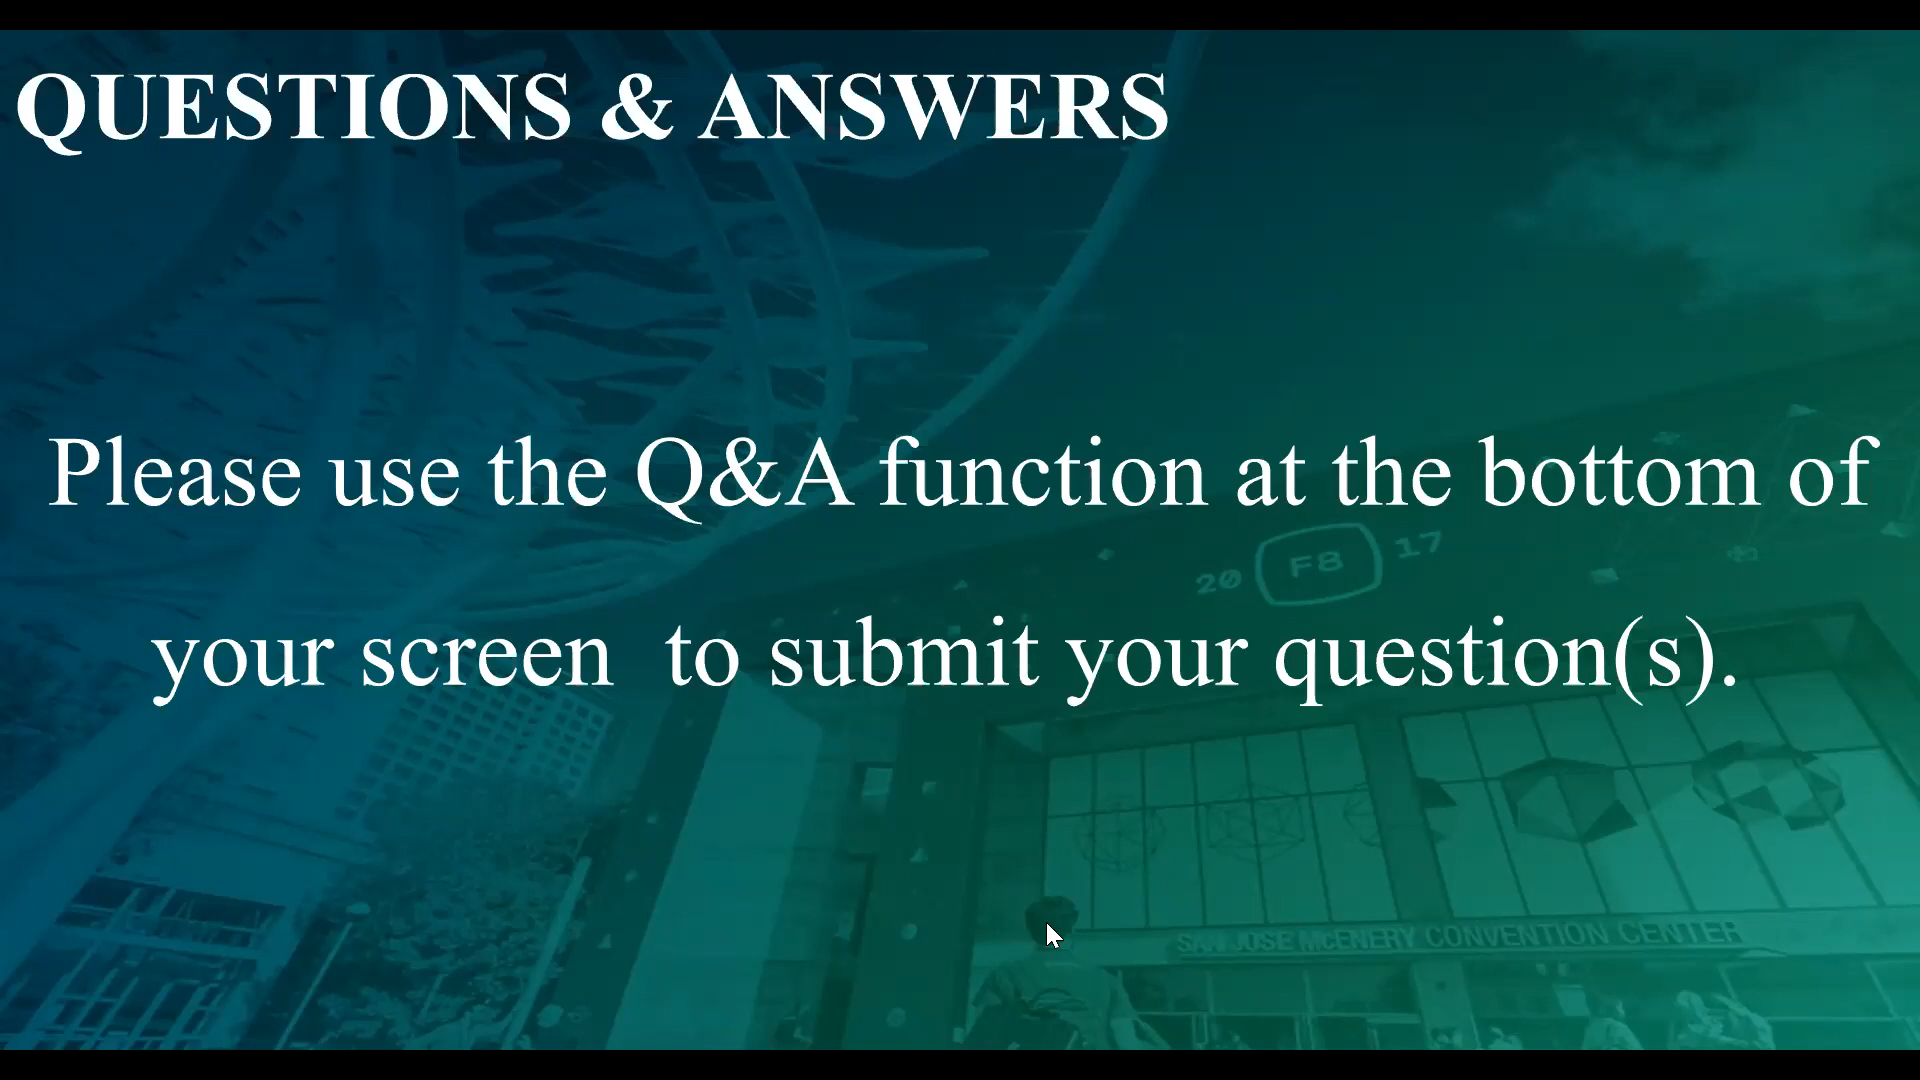 QUESTIONS & ANSWERS
Please use the Q&A function at the bottom of
your screen  to submit your question(s).
20 F8 17
SAN JOSE McENERY CONVENTION CENTER